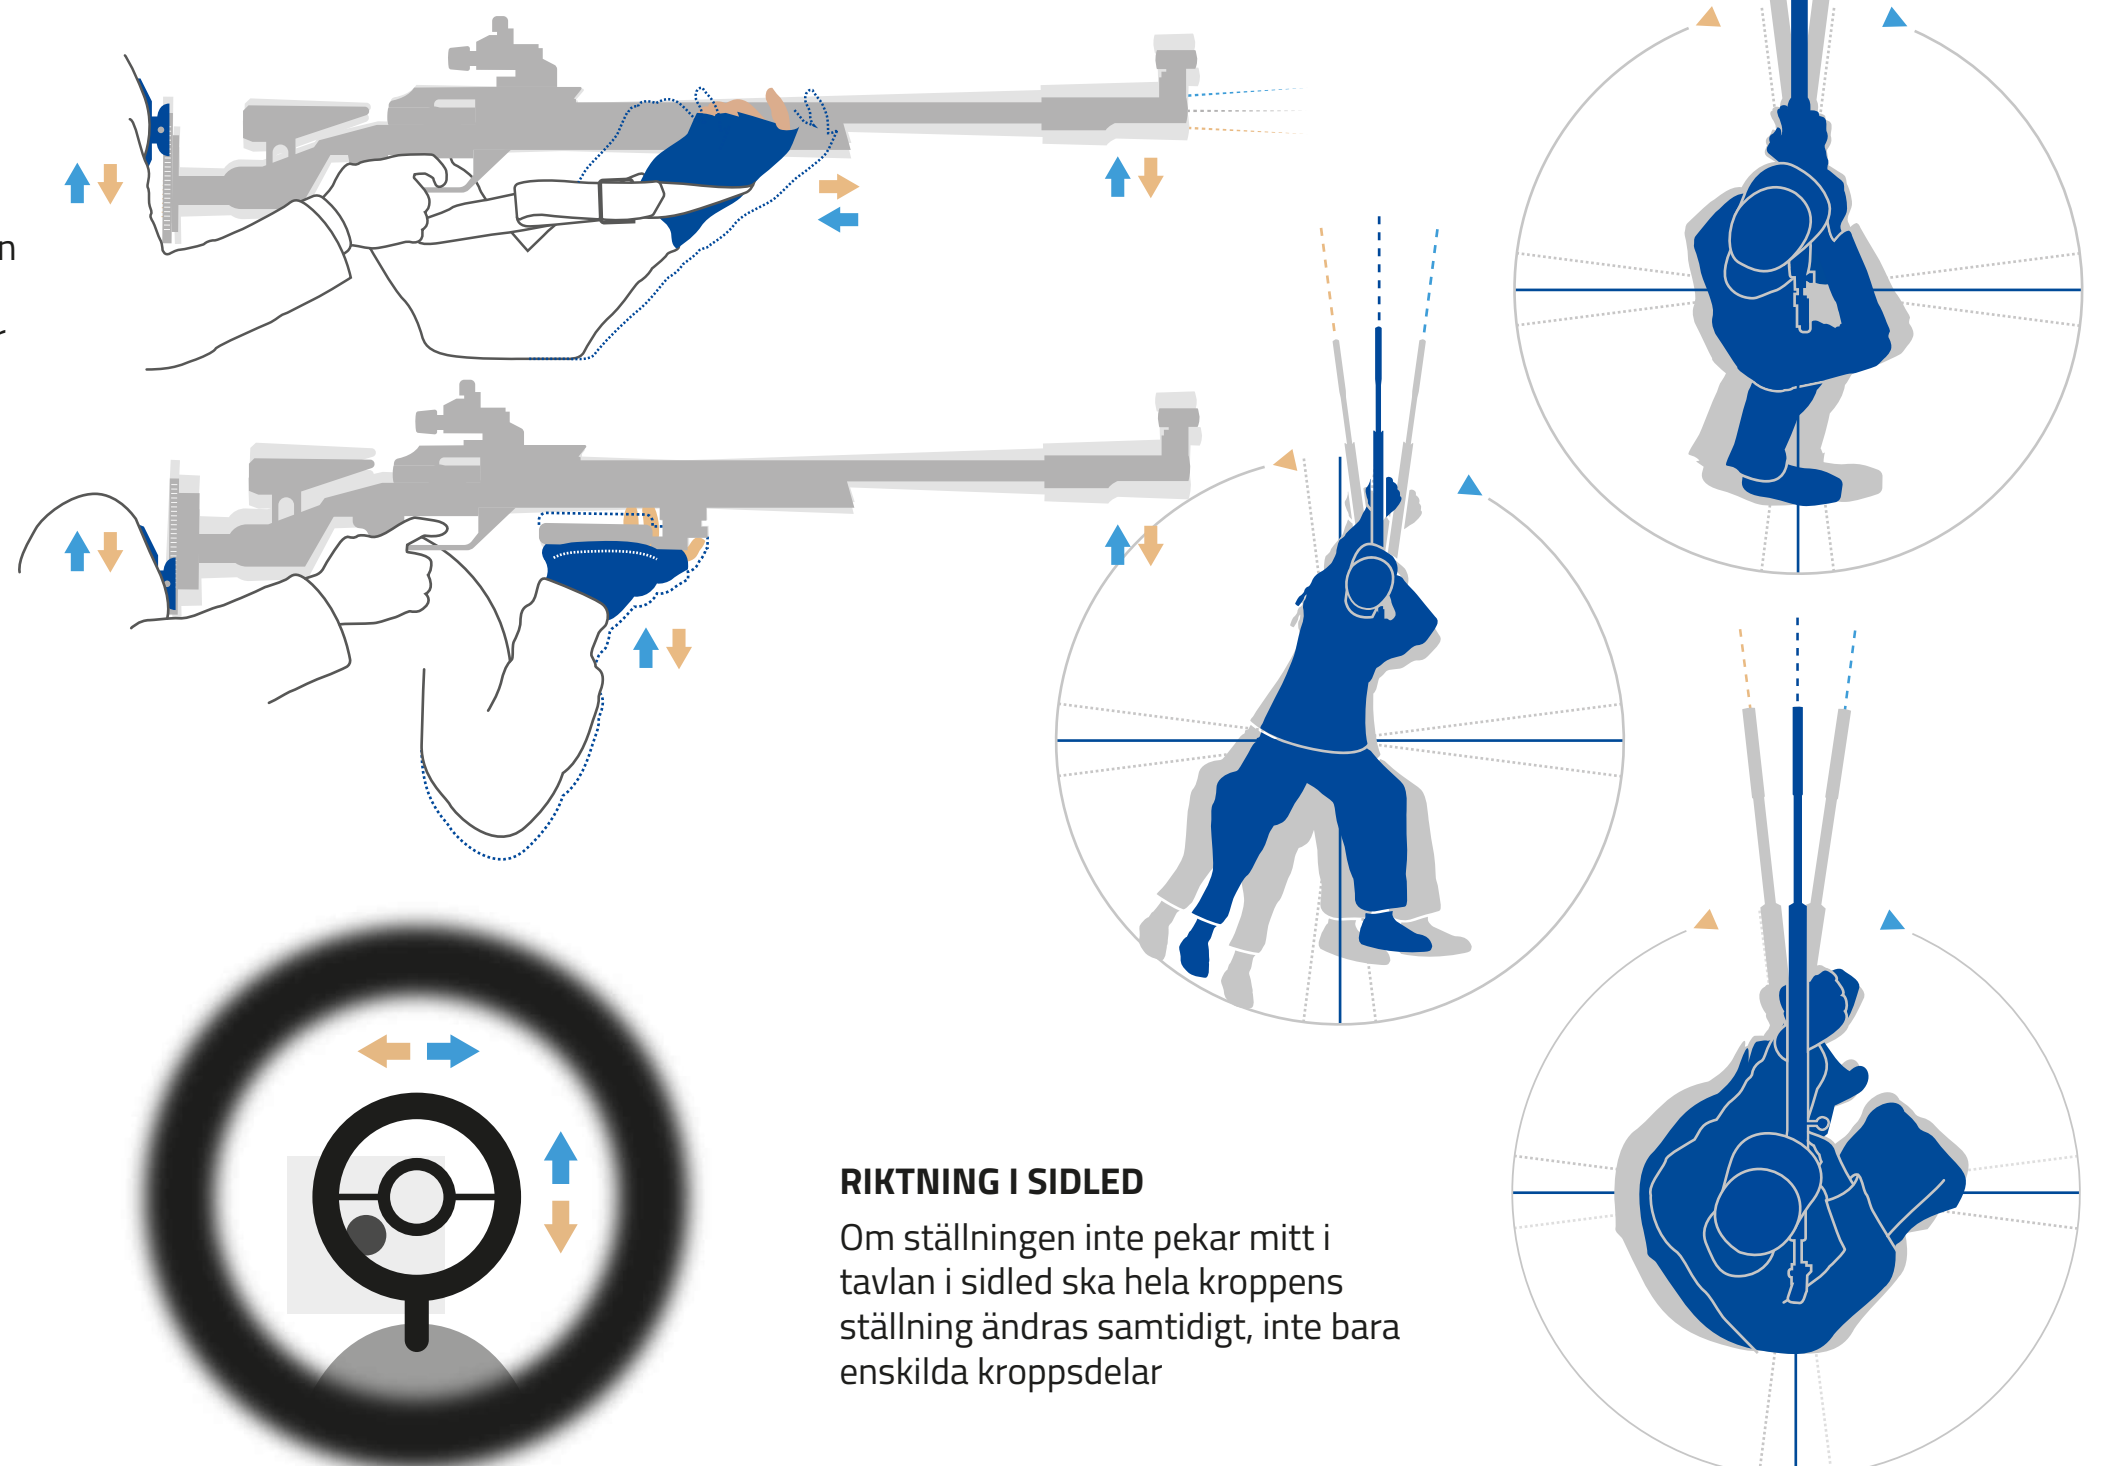 n
r
RIKTNING I SIDLED
Om ställningen inte pekar mitt i
tavlan i sidled ska hela kroppens
ställning ändras samtidigt, inte bara
enskilda kroppsdelar